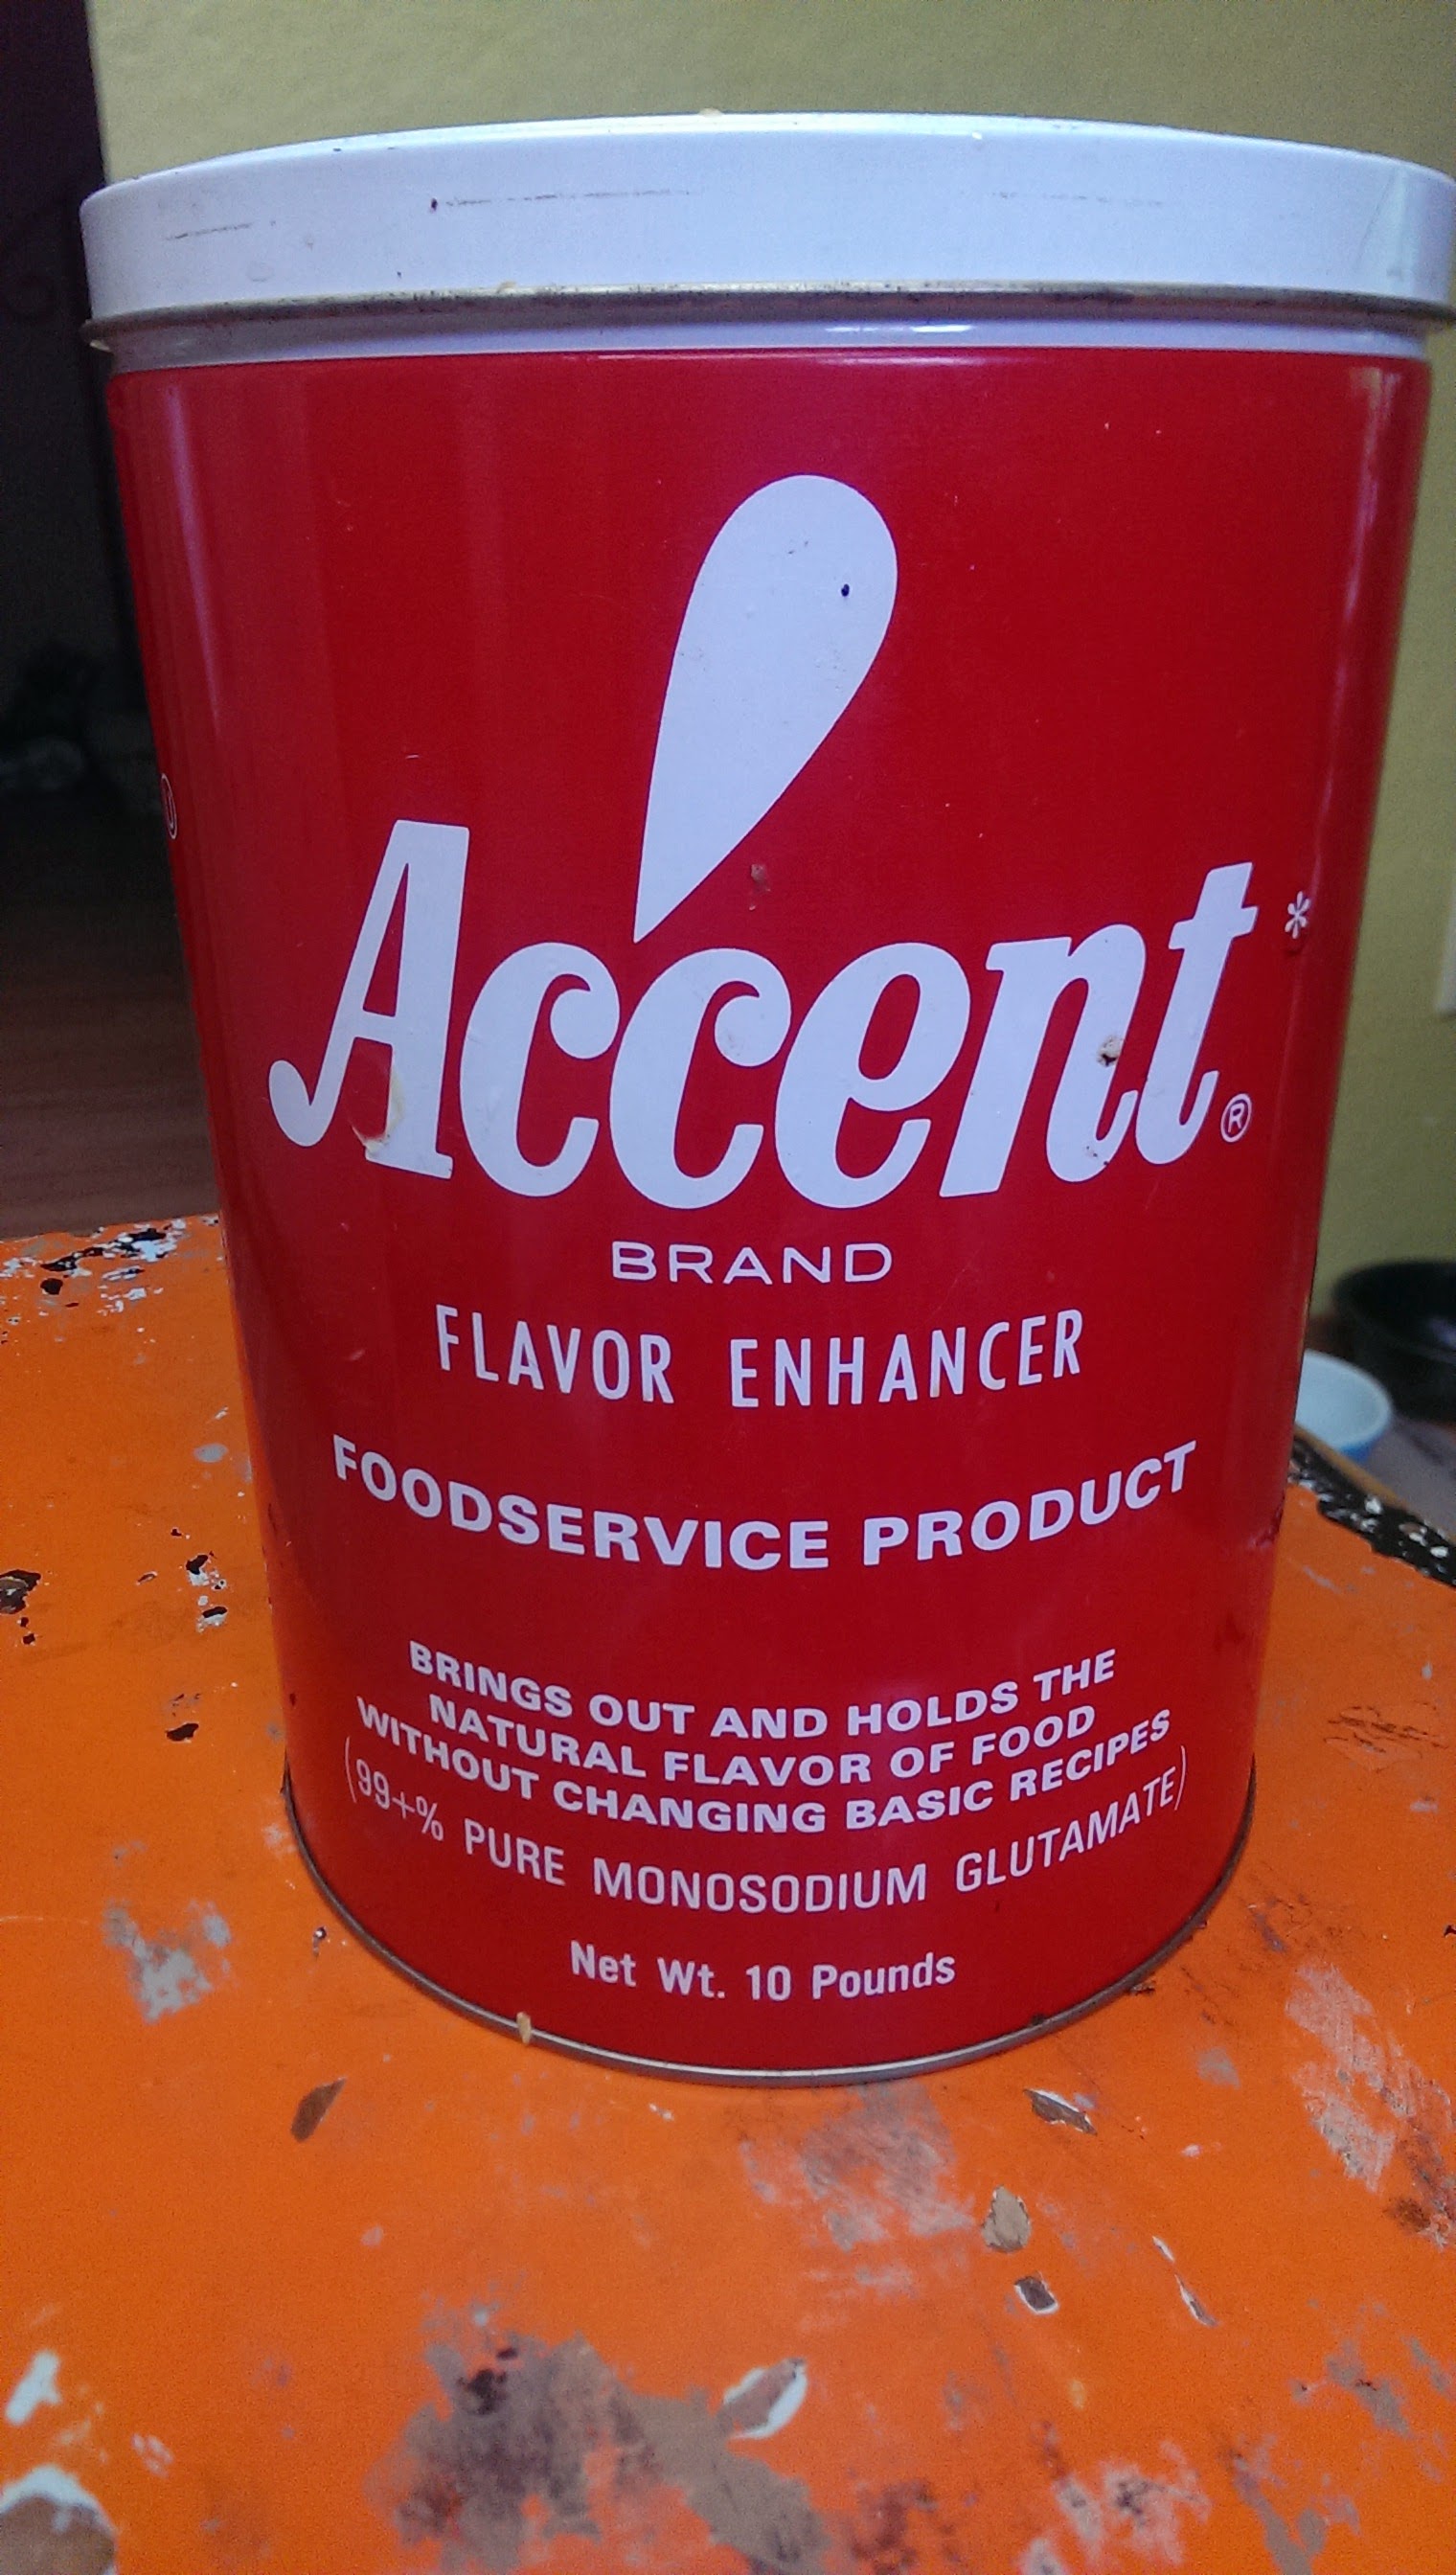 Accent*®
BRAND
FLAVOR ENHANCER
FOODSERVICE PRODUCT
BRINGS OUT AND HOLDS THE
NATURAL FLAVOR OF FOOD
WITHOUT CHANGING BASIC RECIPES
(99+% PURE MONOSODIUM GLUTAMATE)
Net Wt. 10 Pounds